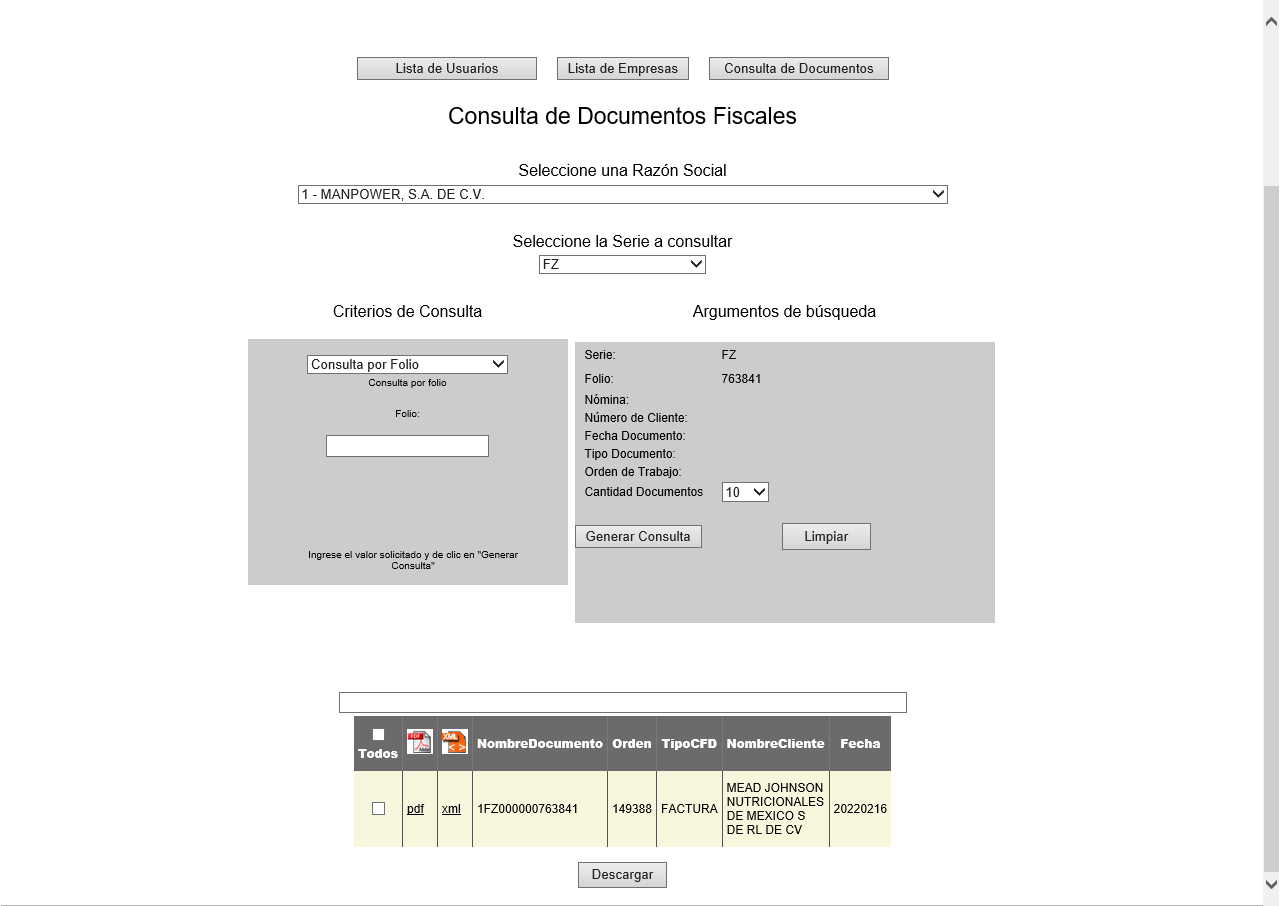 Lista de Usuarios Lista de Empresas Consulta de Documentos
Consulta de Documentos Fiscales
Seleccione una Razón Social
1 - MANPOWER, S.A. DE C.V.
Seleccione la Serie a consultar
FZ
Criterios de Consulta
Consulta por Folio
Consulta por folio
Folio:
Ingrese el valor solicitado y de clic en "Generar
Consulta"
Argumentos de búsqueda
Serie: FZ
Folio: 763841
Nómina:
Número de Cliente:
Fecha Documento:
Tipo Documento:
Orden de Trabajo:
Cantidad Documentos 10
Generar Consulta Limpiar
Todos PDF XML NombreDocumento Orden TipoCFD NombreCliente Fecha
pdf xml 1FZ000000763841 149388 FACTURA MEAD JOHNSON
NUTRICIONALES
DE MEXICO S
DE RL DE CV
20220216
Descargar